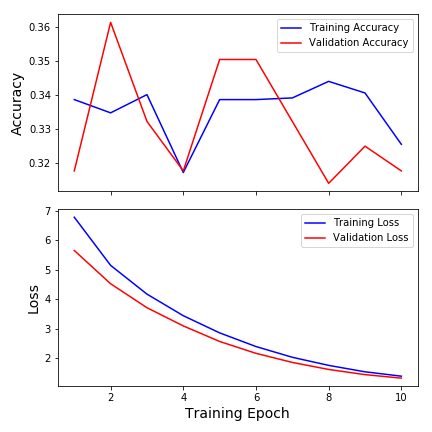 0.36
0.35
0.34
0.33
0.32
Accuracy
Training Accuracy
Validation Accuracy
7
6
5
4
3
2
Loss
Training Loss
Validation Loss
2
4
6
8
10
Training Epoch